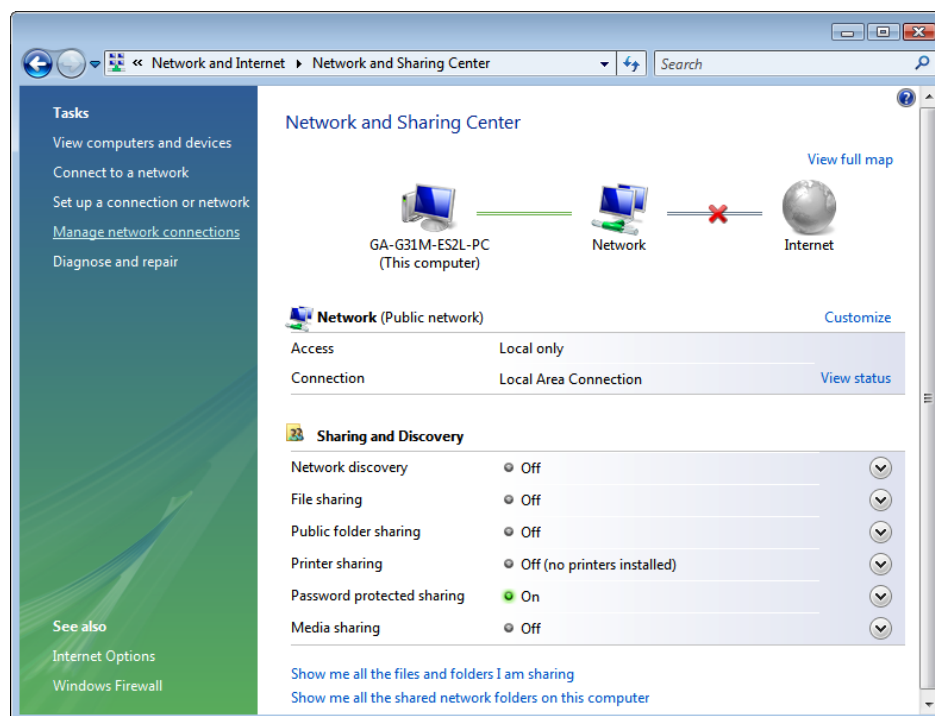 « Network and Internet ▸ Network and Sharing Center
Search
Tasks
View computers and devices
Connect to a network
Set up a connection or network
Manage network connections
Diagnose and repair
See also
Internet Options
Windows Firewall
Network and Sharing Center
View full map
GA-G31M-ES2L-PC
(This computer)
Network
Internet
Network (Public network)
Customize
Access Local only
Connection Local Area Connection View status
Sharing and Discovery
Network discovery Off
File sharing Off
Public folder sharing Off
Printer sharing Off (no printers installed)
Password protected sharing On
Media sharing Off
Show me all the files and folders I am sharing
Show me all the shared network folders on this computer